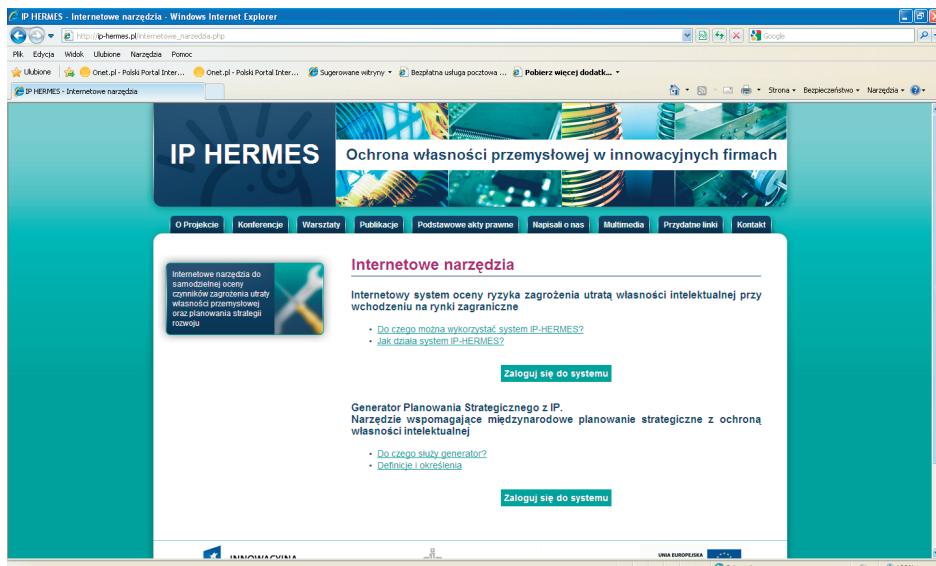 IP HERMES - Internetowe narzędzia - Windows Internet Explorer
http://ip-hermes.pl/internetowe_narzedzia.php
Google
Plik Edycja Widok Ulubione Narzędzia Pomoc
Ulubione Onet.pl - Polski Portal Inter... Onet.pl - Polski Portal Inter... Sugerowane witryny Bezpłatna usługa pocztowa ... Pobierz więcej dodatk...
IP HERMES - Internetowe narzędzia
Strona Bezpieczeństwo Narzędzia
IP HERMES
Ochrona własności przemysłowej w innowacyjnych firmach
O Projekcie Konferencje Warsztaty Publikacje Podstawowe akty prawne Napisali o nas Multimedia Przydatne linki Kontakt
Internetowe narzędzia do
samodzielnej oceny
czynników zagrożenia utraty
własności przemysłowej
oraz planowania strategii
rozwoju
Internetowe narzędzia
Internetowy system oceny ryzyka zagrożenia utratą własności intelektualnej przy
wchodzeniu na rynki zagraniczne
• Do czego można wykorzystać system IP-HERMES?
• Jak działa system IP-HERMES?
Zaloguj się do systemu
Generator Planowania Strategicznego z IP.
Narzędzie wspomagające międzynarodowe planowanie strategiczne z ochroną
własności intelektualnej
• Do czego służy generator?
• Definicje i określenia
Zaloguj się do systemu
INNOWACYJNA
UNIA EUROPEJSKA